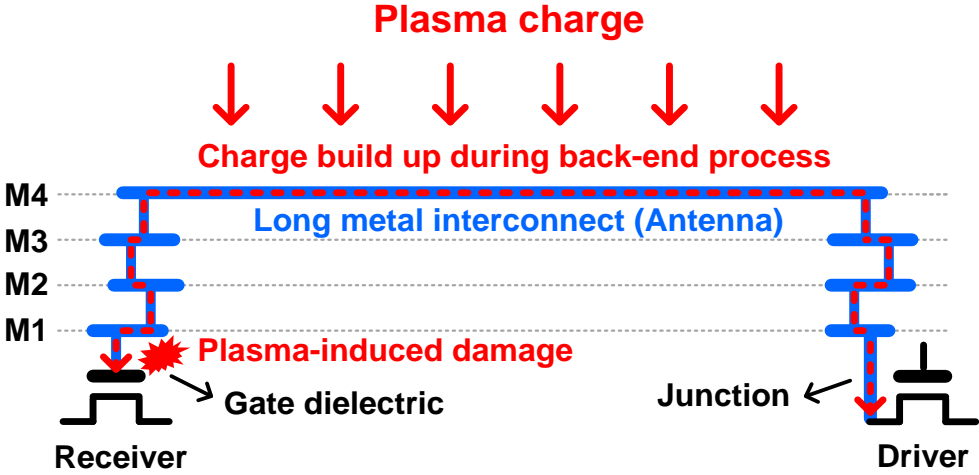 Plasma charge
Charge build up during back-end process
M4
Long metal interconnect (Antenna)
M3
M2
M1
Plasma-induced damage
Gate dielectric
Junction
Receiver
Driver